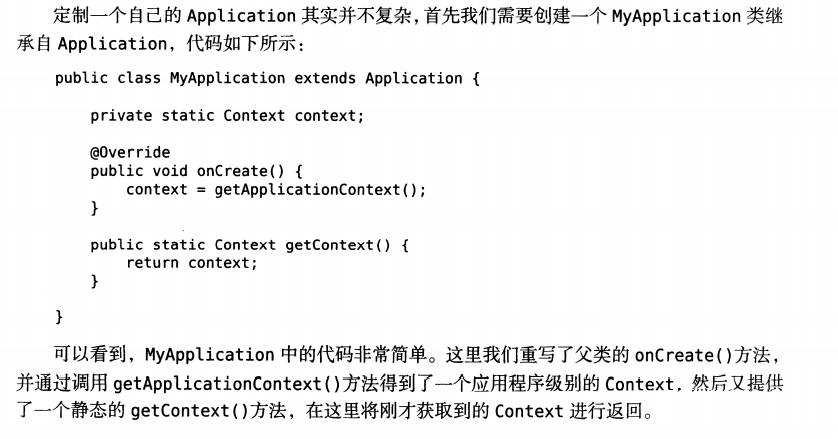 定制一个自己的 Application 其实并不复杂，首先我们需要创建一个 MyApplication 类继
承自 Application，代码如下所示：
public class MyApplication extends Application {
    private static Context context;
    @Override
    public void onCreate() {
        context = getApplicationContext();
    }
    public static Context getContext() {
        return context;
    }
}
可以看到，MyApplication 中的代码非常简单。这里我们重写了父类的 onCreate()方法，
并通过调用 getApplicationContext()方法得到了一个应用程序级别的 Context，然后又提供
了一个静态的 getContext()方法，在这里将刚才获取到的 Context 进行返回。